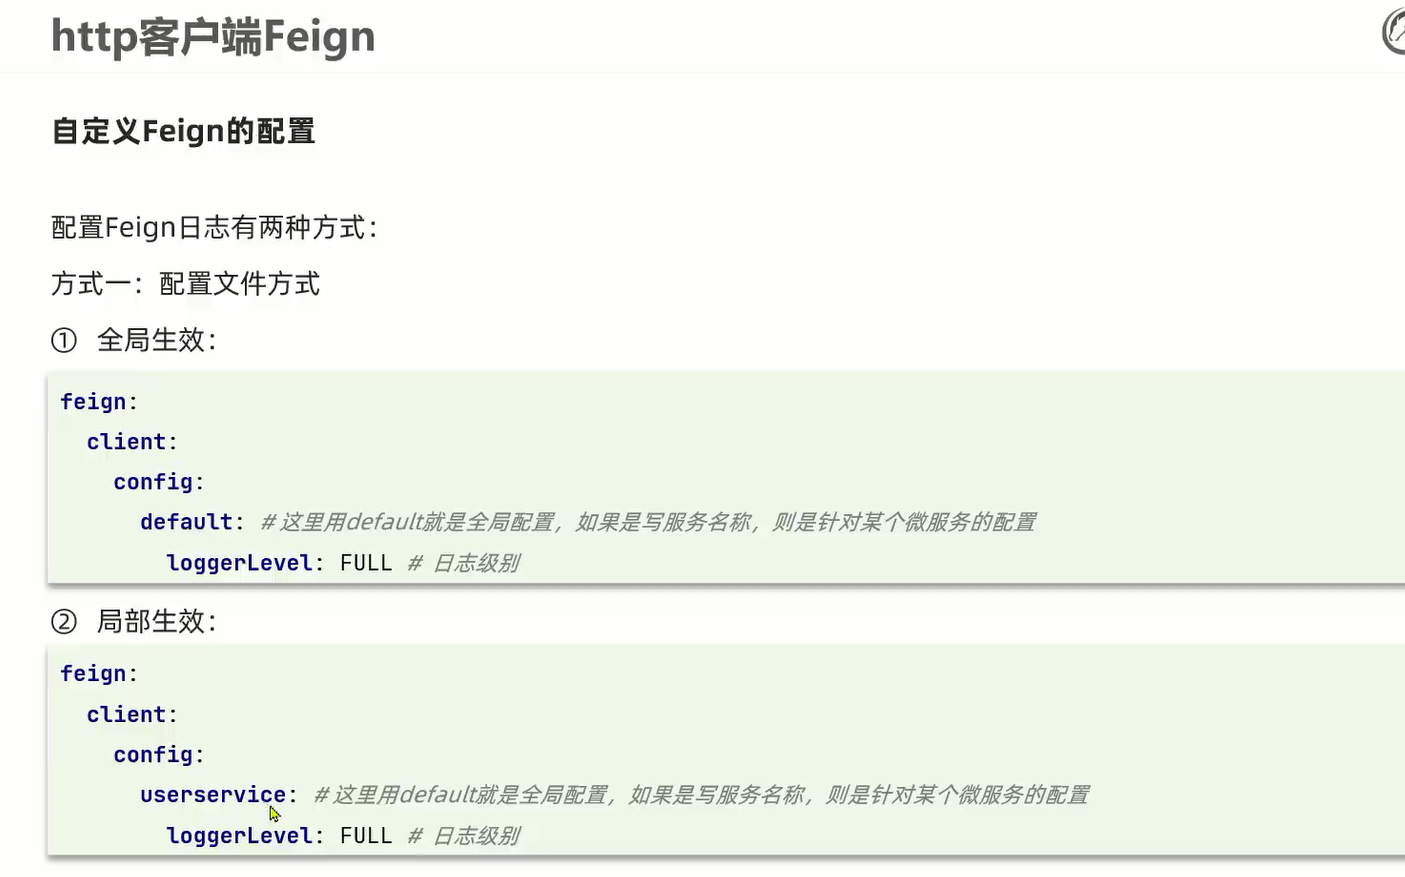 http客户端Feign
自定义Feign的配置
配置Feign日志有两种方式：
方式一：配置文件方式
① 全局生效：
feign:
  client:
    config:
      default: #这里用default就是全局配置，如果是写服务名称，则是针对某个微服务的配置
        loggerLevel: FULL # 日志级别
② 局部生效：
feign:
  client:
    config:
      userservice: #这里用default就是全局配置，如果是写服务名称，则是针对某个微服务的配置
        loggerLevel: FULL # 日志级别